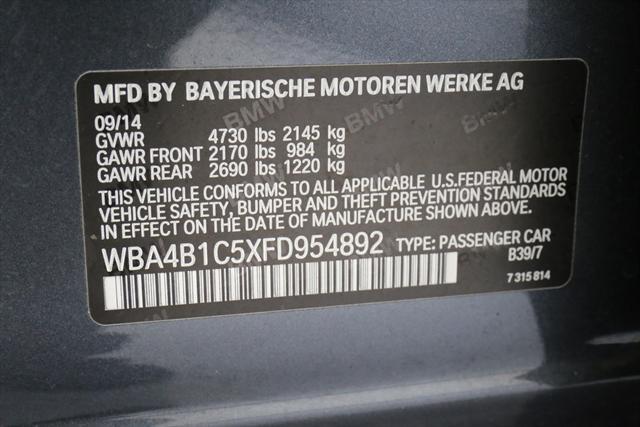 MFD BY BAYERISCHE MOTOREN WERKE AG
09/14
GVWR 4730 lbs 2145 kg
GAWR FRONT 2170 lbs 984 kg
GAWR REAR 2690 lbs 1220 kg
THIS VEHICLE CONFORMS TO ALL APPLICABLE U.S.FEDERAL MOTOR
VEHICLE SAFETY, BUMPER AND THEFT PREVENTION STANDARDS
IN EFFECT ON THE DATE OF MANUFACTURE SHOWN ABOVE.
WBA4B1C5XFD954892 TYPE: PASSENGER CAR
B39/7
7 315 814